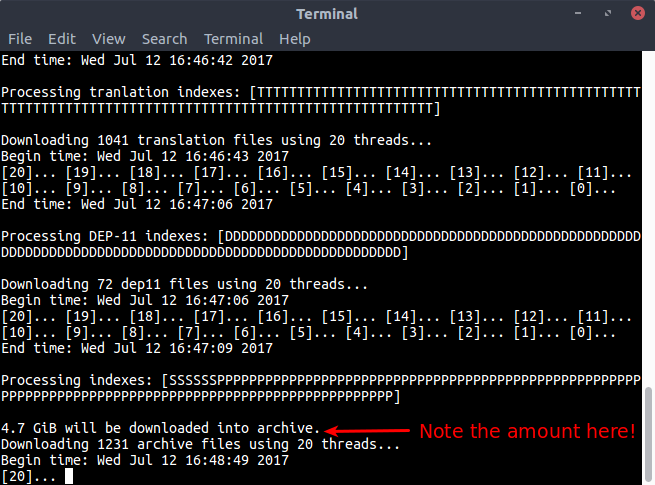 Terminal
File Edit View Search Terminal Help
End time: Wed Jul 12 16:46:42 2017
Processing tranlation indexes: [TTTTTTTTTTTTTTTTTTTTTTTTTTTTTTTTTTTTTTTTTTTTTTTT
TTTTTTTTTTTTTTTTTTTTTTTTTTTTTTTTTTTTTTTTTTTTTTTTTTTTTT]
Downloading 1041 translation files using 20 threads...
Begin time: Wed Jul 12 16:46:43 2017
[20]... [19]... [18]... [17]... [16]... [15]... [14]... [13]... [12]... [11]...
[10]... [9]... [8]... [7]... [6]... [5]... [4]... [3]... [2]... [1]... [0]...
End time: Wed Jul 12 16:47:06 2017
Processing DEP-11 indexes: [DDDDDDDDDDDDDDDDDDDDDDDDDDDDDDDDDDDDDDDDDDDDDDDDDDDD
DDDDDDDDDDDDDDDDDDDDDDDDDDDDDDDDDDDDDDDDDDDDDDDDDD]
Downloading 72 dep11 files using 20 threads...
Begin time: Wed Jul 12 16:47:06 2017
[20]... [19]... [18]... [17]... [16]... [15]... [14]... [13]... [12]... [11]...
[10]... [9]... [8]... [7]... [6]... [5]... [4]... [3]... [2]... [1]... [0]...
End time: Wed Jul 12 16:47:09 2017
Processing indexes: [SSSSSSPPPPPPPPPPPPPPPPPPPPPPPPPPPPPPPPPPPPPPPPPPPPPPPPPPPPP
PPPPPPPPPPPPPPPPPPPPPPPPPPPPPPPPPPPPPPPPPPPPPPPPP]
4.7 GiB will be downloaded into archive. Note the amount here!
Downloading 1231 archive files using 20 threads...
Begin time: Wed Jul 12 16:48:49 2017
[20]...